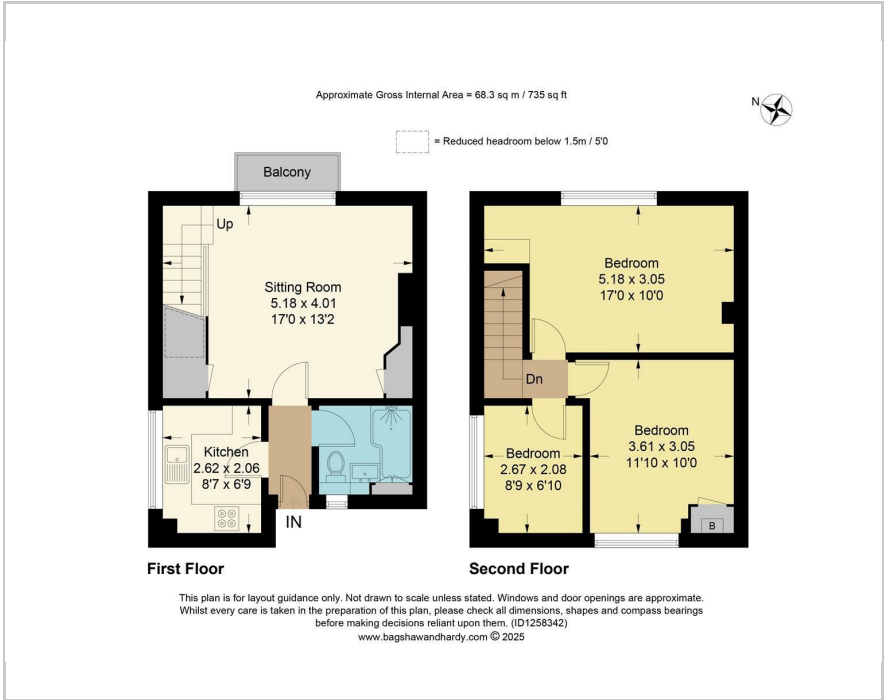 Approximate Gross Internal Area = 68.3 sq m / 735 sq ft
N
= Reduced headroom below 1.5m / 5'0
Balcony
Up
Sitting Room
5.18 x 4.01
17'0 x 13'2
Kitchen
2.62 x 2.06
8'7 x 6'9
IN
First Floor
Bedroom
5.18 x 3.05
17'0 x 10'0
Dn
Bedroom
3.61 x 3.05
11'10 x 10'0
Bedroom
2.67 x 2.08
8'9 x 6'10
B
Second Floor
This plan is for layout guidance only. Not drawn to scale unless stated. Windows and door openings are approximate.
Whilst every care is taken in the preparation of this plan, please check all dimensions, shapes and compass bearings
before making decisions reliant upon them. (ID1258342)
www.bagshawandhardy.com © 2025